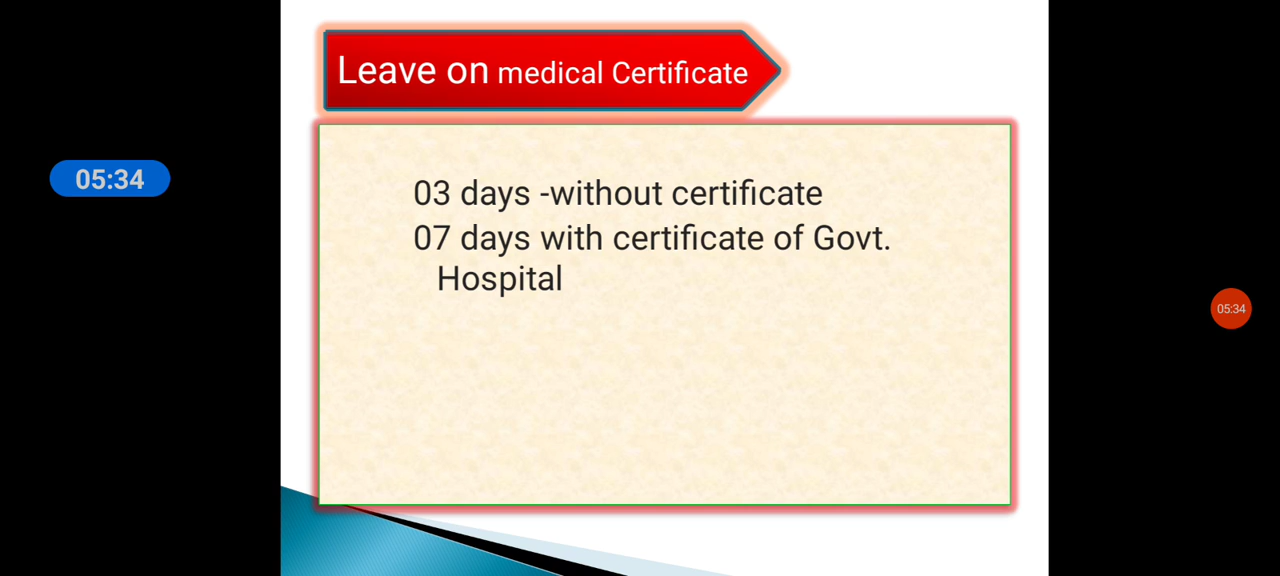 Leave on medical Certificate
05:34
03 days -without certificate
07 days with certificate of Govt.
Hospital
05:34